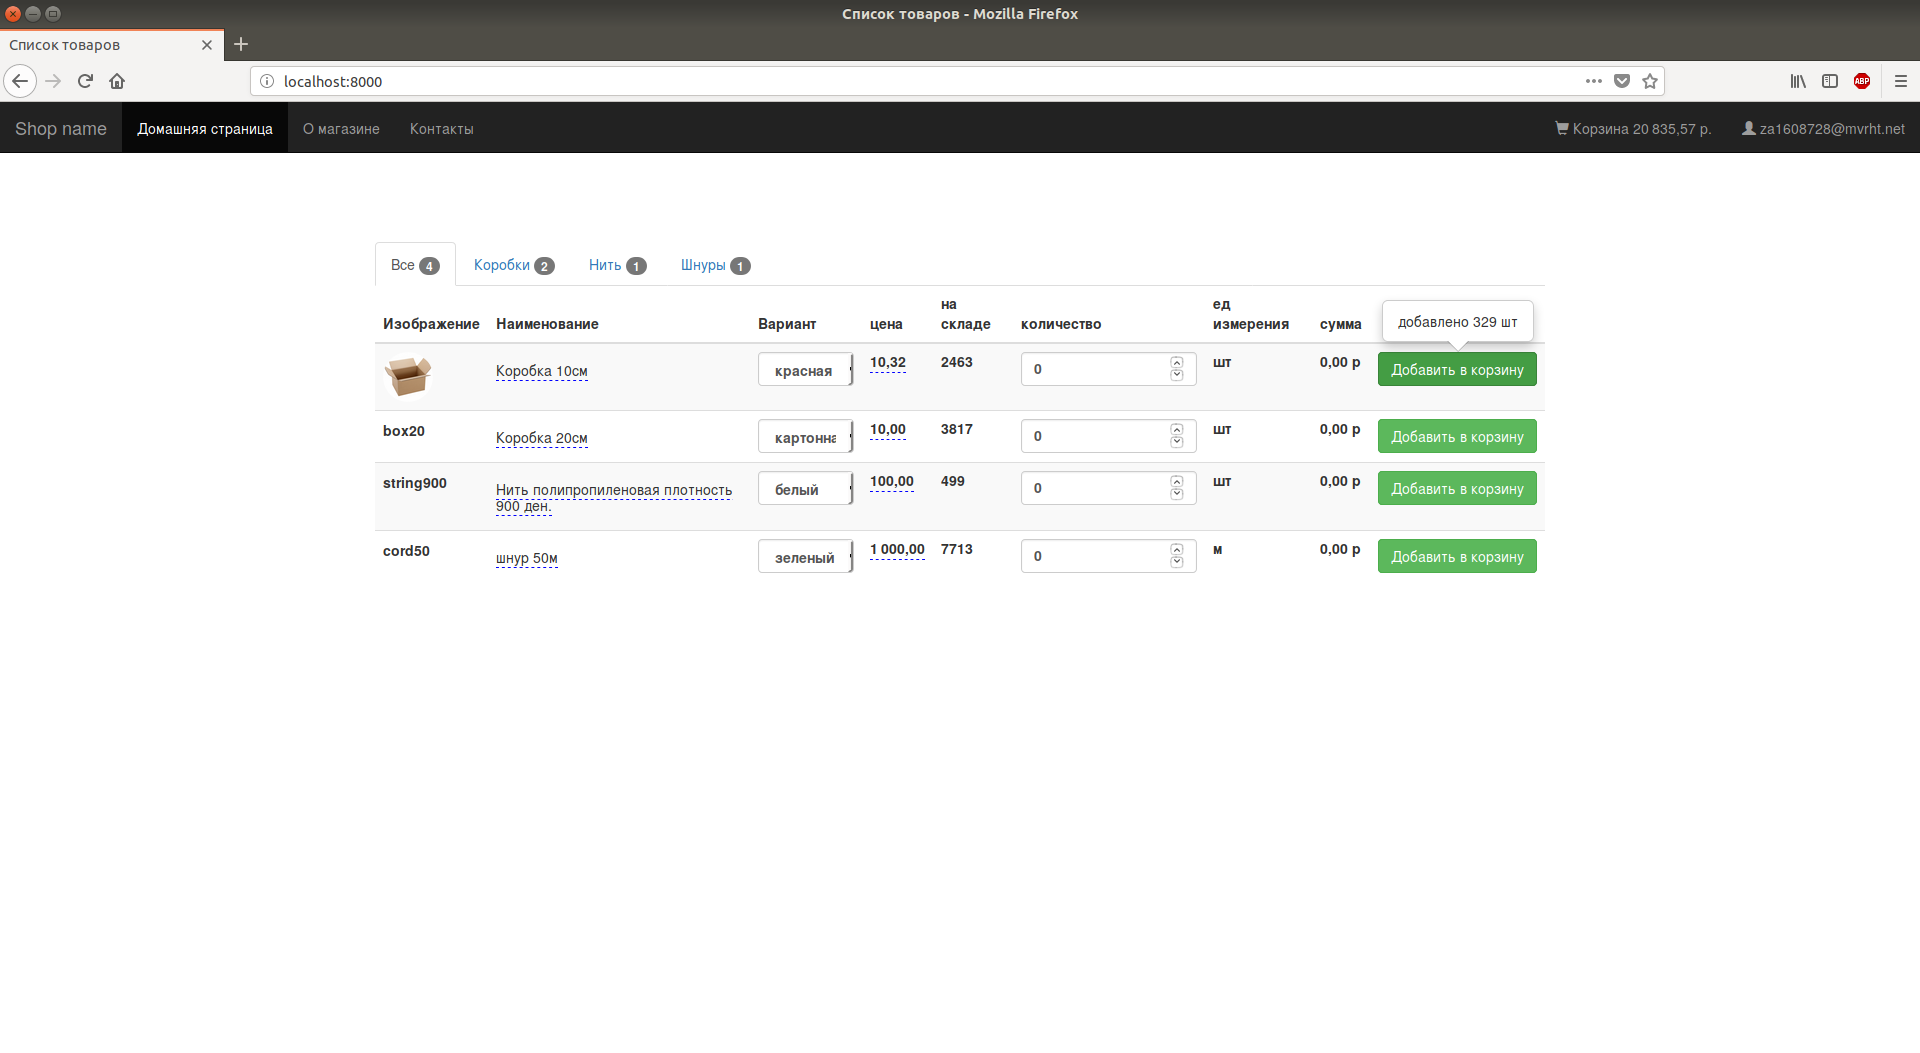 Список товаров - Mozilla Firefox
Список товаров
localhost:8000
ABP
Shop name Домашняя страница О магазине Контакты Корзина 20 835,57 р. za1608728@mvrht.net
Все 4 Коробки 2 Нить 1 Шнуры 1
Изображение Наименование Вариант цена на складе количество ед измерения сумма
добавлено 329 шт
Коробка 10см красная 10,32 2463 0 шт 0,00 р Добавить в корзину
box20 Коробка 20см 10,00 3817 0 шт 0,00 р Добавить в корзину
string900 Нить полипропиленовая плотность 900 ден. белый 100,00 499 0 шт 0,00 р Добавить в корзину
cord50 шнур 50м зеленый 1 000,00 7713 0 м 0,00 р Добавить в корзину